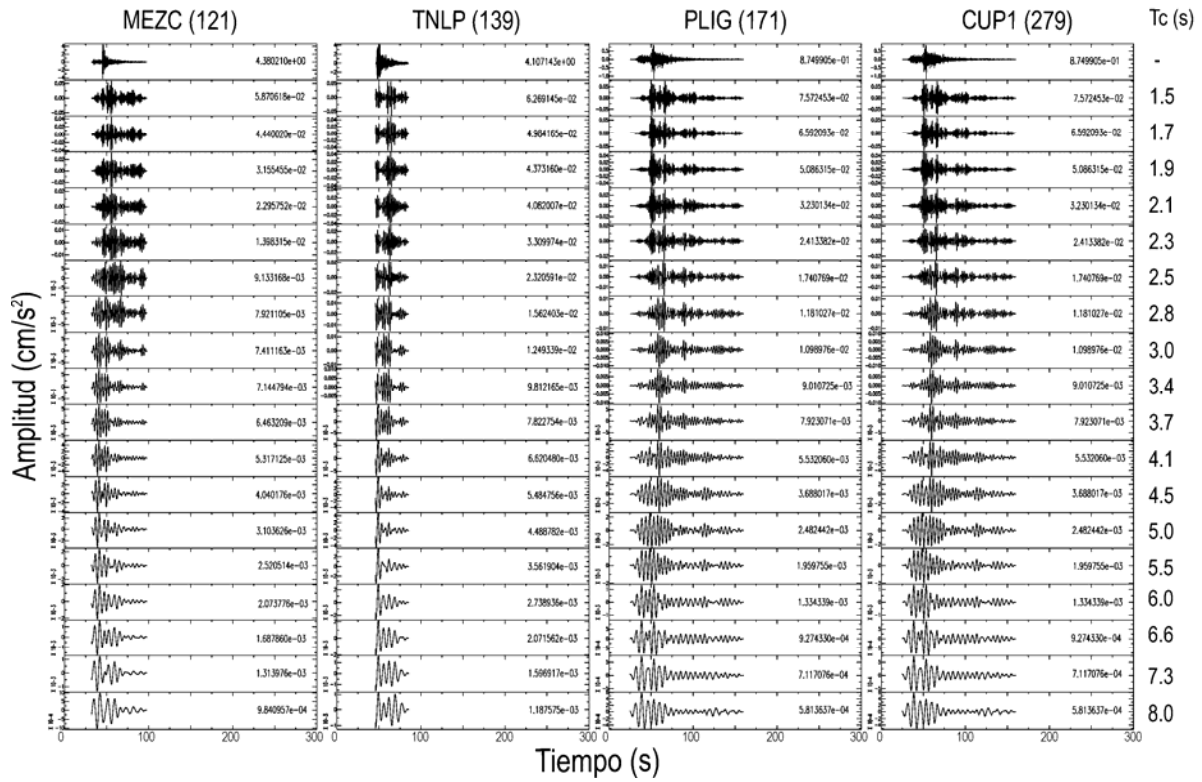 MEZC (121) TNLP (139) PLIG (171) CUP1 (279) Tc (s)
4.380210e+00 4.107143e+00 8.749905e-01 8.749905e-01 -
5.870618e-02 6.269145e-02 7.572453e-02 7.572453e-02 1.5
4.440020e-02 4.984165e-02 6.592093e-02 6.592093e-02 1.7
3.155455e-02 4.373160e-02 5.086315e-02 5.086315e-02 1.9
2.295752e-02 4.082007e-02 3.230134e-02 3.230134e-02 2.1
1.398315e-02 3.309974e-02 2.413382e-02 2.413382e-02 2.3
9.133168e-03 2.320591e-02 1.740769e-02 1.740769e-02 2.5
7.921105e-03 1.562403e-02 1.181027e-02 1.181027e-02 2.8
7.411163e-03 1.249339e-02 1.098976e-02 1.098976e-02 3.0
7.144794e-03 9.812165e-03 9.010725e-03 9.010725e-03 3.4
6.463209e-03 7.822754e-03 7.923071e-03 7.923071e-03 3.7
5.317125e-03 6.620480e-03 5.532060e-03 5.532060e-03 4.1
4.040176e-03 5.484756e-03 3.688017e-03 3.688017e-03 4.5
3.103626e-03 4.488782e-03 2.482442e-03 2.482442e-03 5.0
2.520514e-03 3.561904e-03 1.959755e-03 1.959755e-03 5.5
2.073776e-03 2.738936e-03 1.334339e-03 1.334339e-03 6.0
1.687860e-03 2.071562e-03 9.274330e-04 9.274330e-04 6.6
1.313976e-03 1.596917e-03 7.117076e-04 7.117076e-04 7.3
9.840957e-04 1.187575e-03 5.813637e-04 5.813637e-04 8.0
0 100 200 300 0 100 200 300 0 100 200 300 0 100 200 300
Tiempo (s)
Amplitud (cm/s²)